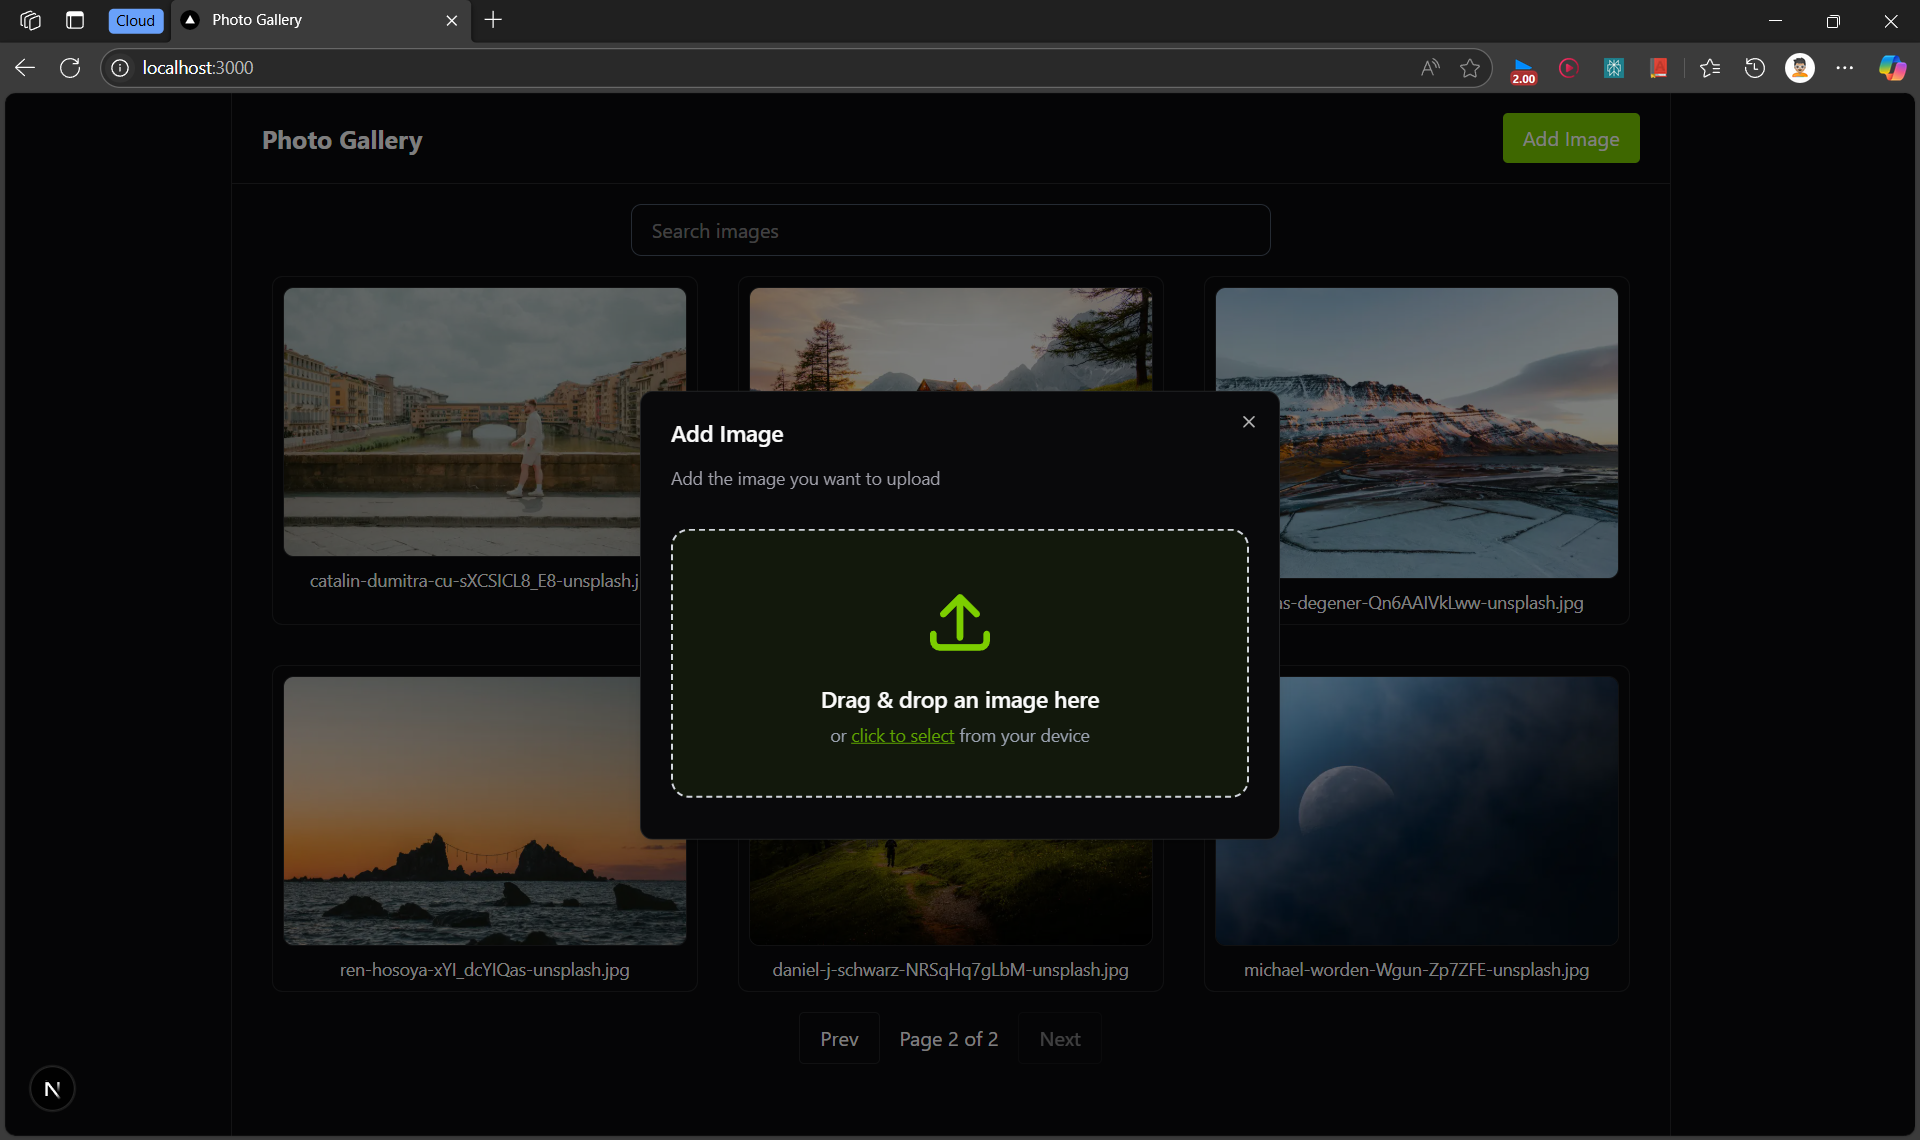 Cloud
Photo Gallery
localhost:3000
2.00
Photo Gallery
Add Image
Search images
catalin-dumitra-cu-sXCSICL8_E8-unsplash.j
s-degener-Qn6AAIVkLww-unsplash.jpg
Add Image
Add the image you want to upload
Drag & drop an image here
or click to select from your device
ren-hosoya-xYI_dcYIQas-unsplash.jpg
daniel-j-schwarz-NRSqHq7gLbM-unsplash.jpg
michael-worden-Wgun-Zp7ZFE-unsplash.jpg
Prev
Page 2 of 2
Next
N